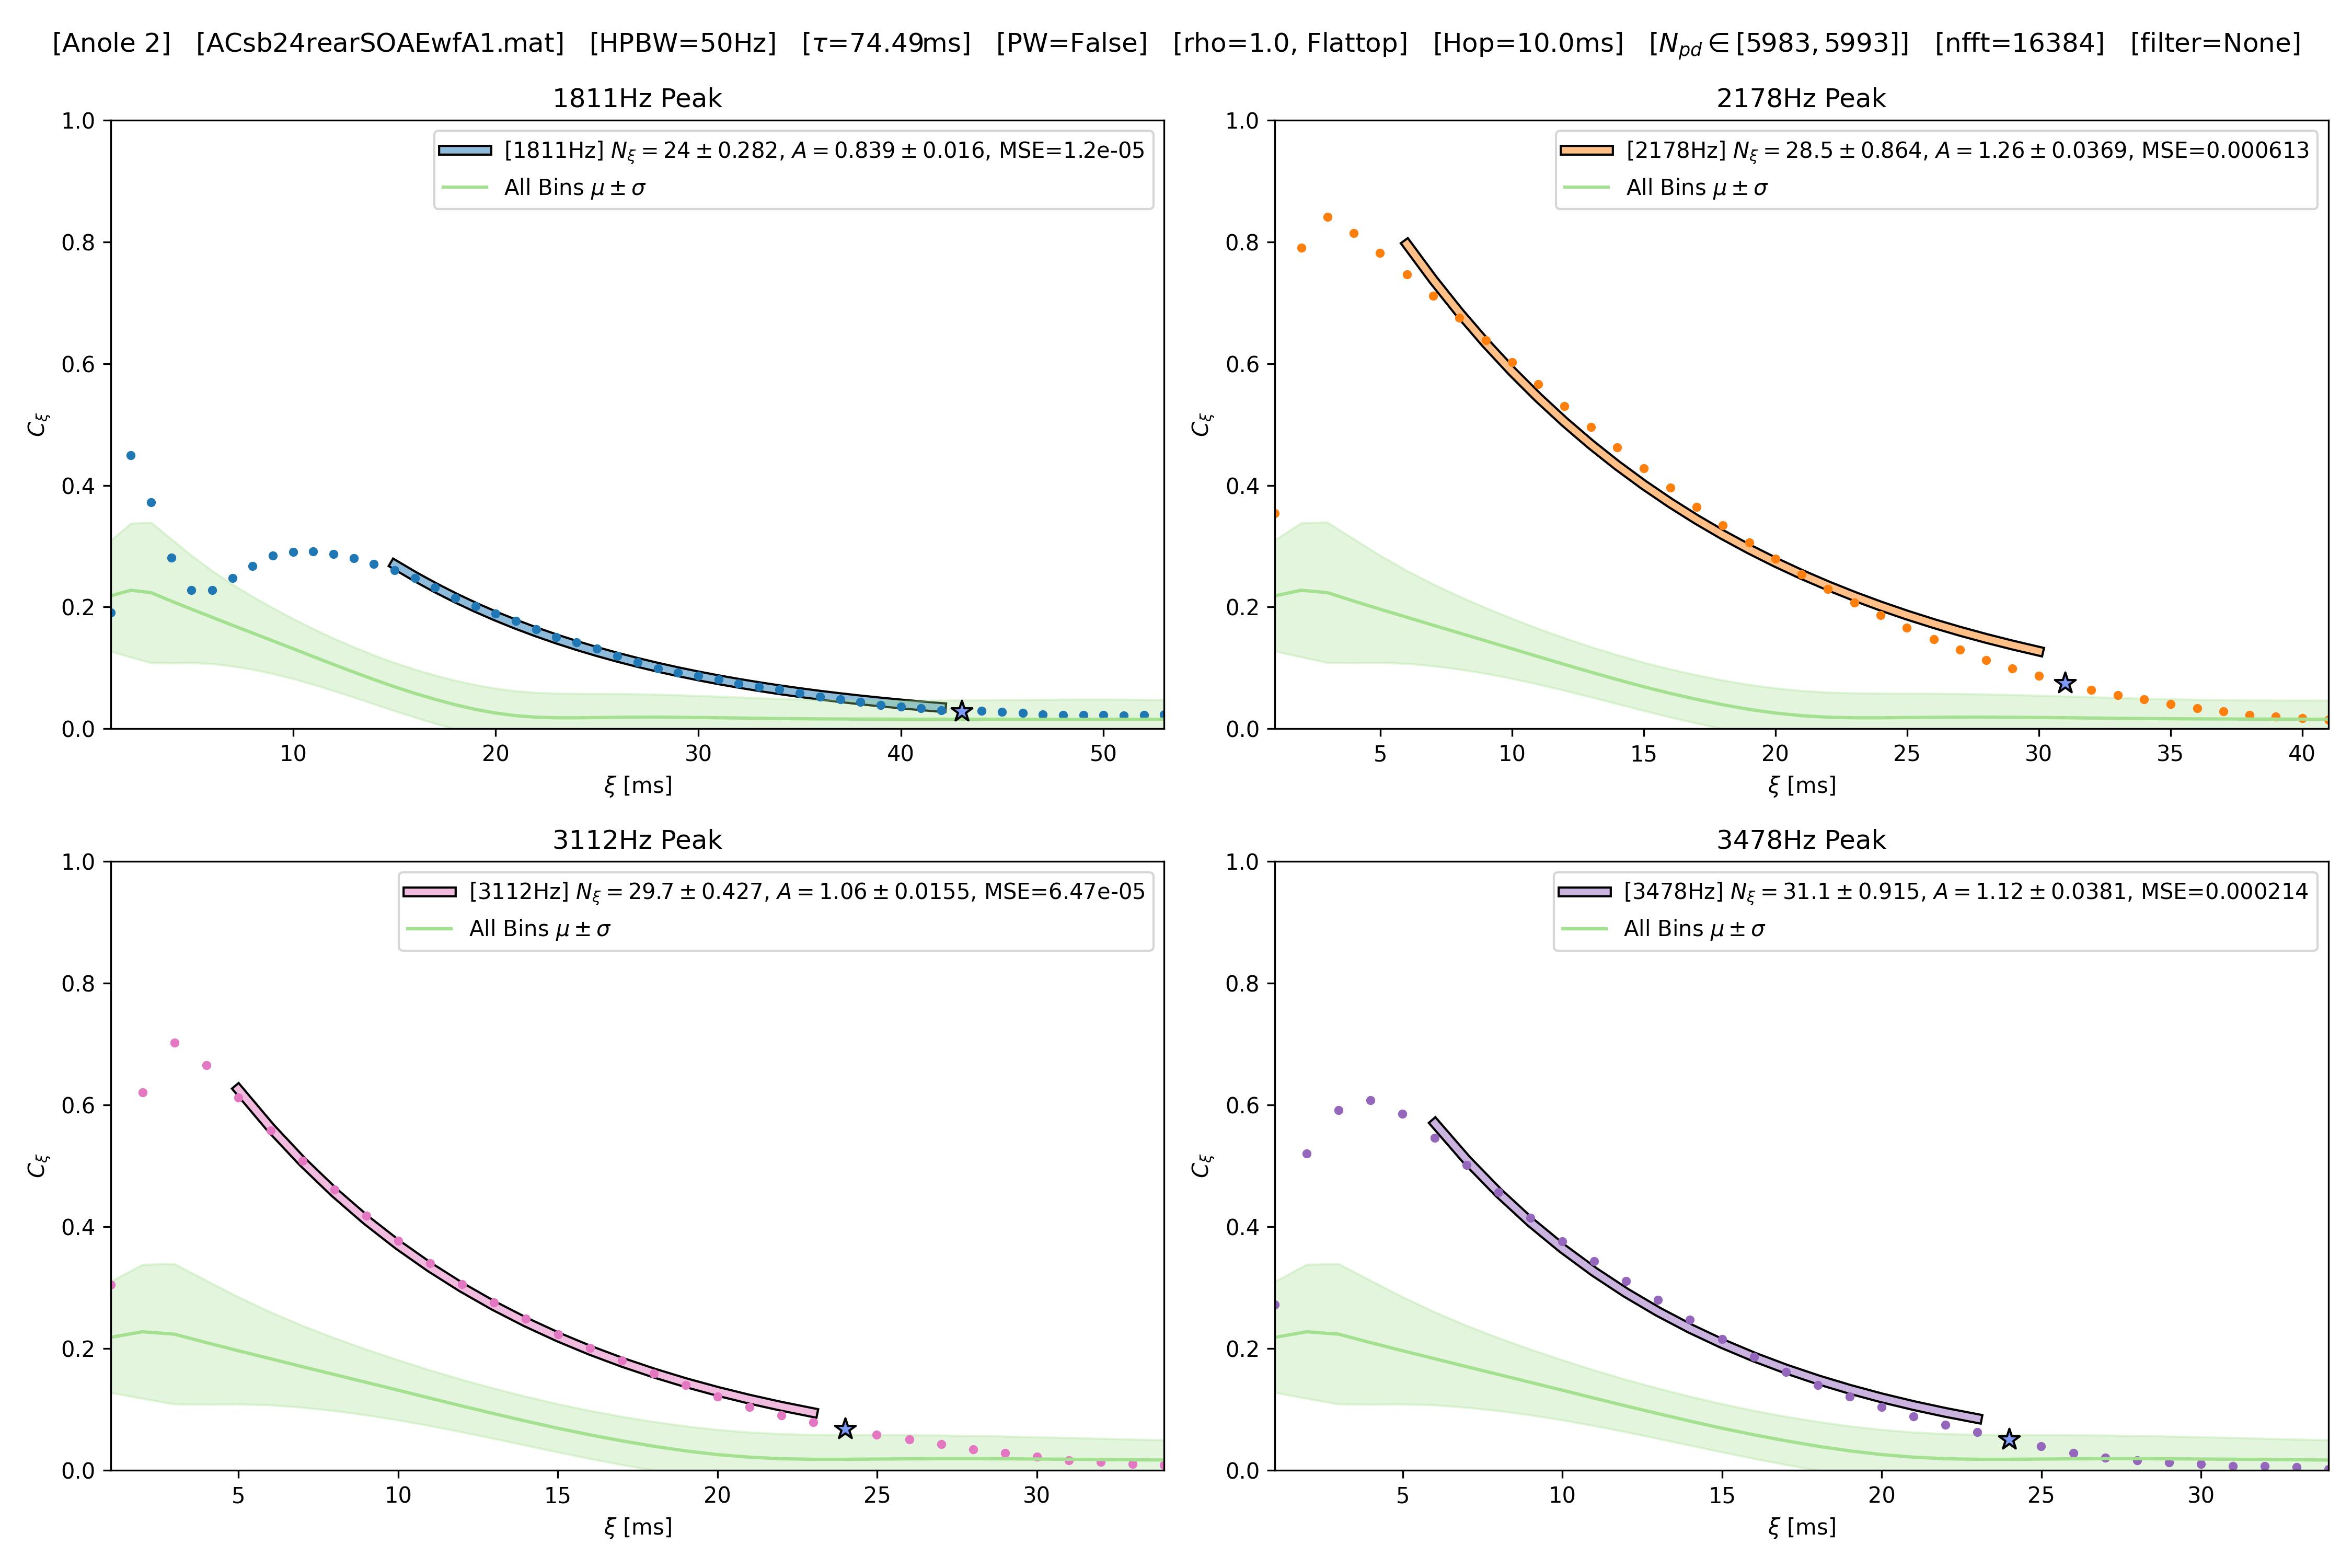 [Anole 2] [ACsb24rearSOAEwfA1.mat] [HPBW=50Hz] [τ=74.49ms] [PW=False] [rho=1.0, Flattop] [Hop=10.0ms] [N_pd ∈ [5983, 5993]] [nfft=16384] [filter=None]
1811Hz Peak
[1811Hz] N_ξ = 24 ± 0.282, A = 0.839 ± 0.016, MSE=1.2e-05
All Bins μ ± σ
1.0
0.8
0.6
0.4
0.2
0.0
C_ξ
10 20 30 40 50
ξ [ms]
2178Hz Peak
[2178Hz] N_ξ = 28.5 ± 0.864, A = 1.26 ± 0.0369, MSE=0.000613
All Bins μ ± σ
1.0
0.8
0.6
0.4
0.2
0.0
C_ξ
5 10 15 20 25 30 35 40
ξ [ms]
3112Hz Peak
[3112Hz] N_ξ = 29.7 ± 0.427, A = 1.06 ± 0.0155, MSE=6.47e-05
All Bins μ ± σ
1.0
0.8
0.6
0.4
0.2
0.0
C_ξ
5 10 15 20 25 30
ξ [ms]
3478Hz Peak
[3478Hz] N_ξ = 31.1 ± 0.915, A = 1.12 ± 0.0381, MSE=0.000214
All Bins μ ± σ
1.0
0.8
0.6
0.4
0.2
0.0
C_ξ
5 10 15 20 25 30
ξ [ms]